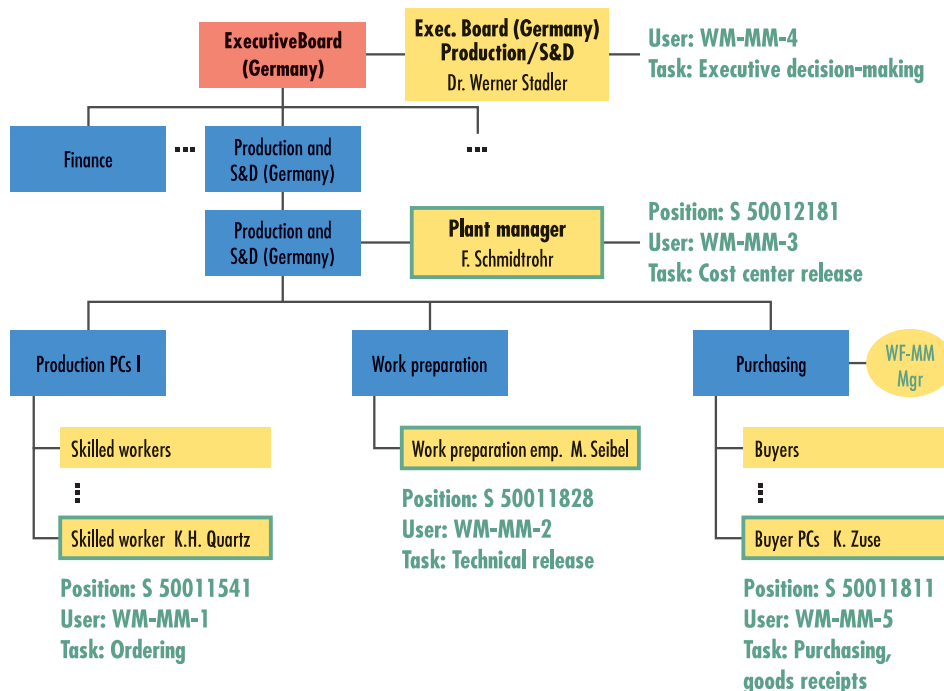 ExecutiveBoard
(Germany)
Exec. Board (Germany)
Production/S&D
Dr. Werner Stadler
User: WM-MM-4
Task: Executive decision-making
Finance
Production and
S&D (Germany)
Production and
S&D (Germany)
Plant manager
F. Schmidtrohr
Position: S 50012181
User: WM-MM-3
Task: Cost center release
Production PCs I
Work preparation
Purchasing
WF-MM
Mgr
Skilled workers
Skilled worker K.H. Quartz
Position: S 50011541
User: WM-MM-1
Task: Ordering
Work preparation emp. M. Seibel
Position: S 50011828
User: WM-MM-2
Task: Technical release
Buyers
Buyer PCs K. Zuse
Position: S 50011811
User: WM-MM-5
Task: Purchasing,
goods receipts